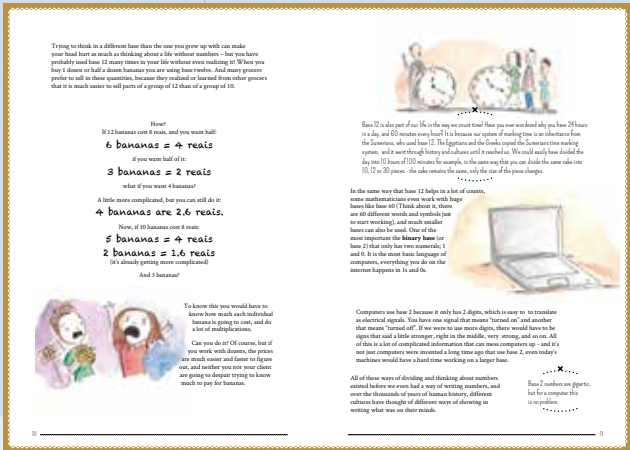 Trying to think in a different base than the one you grew up with can make
your head hurt as much as thinking about a life without numbers – but you have
probably used base 12 many times in your life without even realizing it! When you
buy 1 dozen or half a dozen bananas you are using base twelve. And many grocers
prefer to sell in these quantities, because they realized or learned from other grocers
that it is much easier to sell parts of a group of 12 than of a group of 10.
How?
If 12 bananas cost 8 reais, and you want half:
6 bananas = 4 reais
if you want half of it:
3 bananas = 2 reais
what if you want 4 bananas?
A little more complicated, but you can still do it:
4 bananas are 2.6 reais.
Now, if 10 bananas cost 8 reais:
5 bananas = 4 reais
2 bananas = 1.6 reais
(it's already getting more complicated)
And 3 bananas?
To know this you would have to
know how much such individual
banana is going to cost, and do
a lot of multiplications.
Can you do it? Of course, but if
you work with dozens, the prices
are much easier and faster to figure
out, and neither you nor your client
are going to despair trying to know
much to pay for bananas.
10
Base 12 is also part of our life in the way we count time! Have you ever wondered why you have 24 hours
in a day, and 60 minutes every hour? It is because our system of marking time is an inheritance from
the Sumerians, who used base 12. The Egyptians and the Greeks copied the Sumerians time marking
system, and it went through history and cultures until it reached us. We could easily have divided the
day into 10 hours of 100 minutes for example, in the same way that you can divide the same cake into
10, 12 or 30 pieces - the cake remains the same, only the size of the piece changes.
In the same way that base 12 helps in a lot of counts,
some mathematicians even work with huge
bases like base 60 (Think about it, there
are 60 different words and symbols just
to start working), and much smaller
bases can also be used. One of the
most important the binary base (or
base 2) that only has two numerals; 1
and 0. It is the most basic language of
computers, everything you do on the
internet happens in 1s and 0s.
Computers use base 2 because it only has 2 digits, which is easy to to translate
as electrical signals. You have one signal that means "turned on" and another
that means "turned off". If we were to use more digits, there would have to be
signs that said a little stronger, right in the middle, very strong, and so on. All
of this is a lot of complicated information that can mess computers up – and it's
not just computers were invented a long time ago that use base 2, even today's
machines would have a hard time working on a larger base.
All of these ways of dividing and thinking about numbers
existed before we even had a way of writing numbers, and
over the thousands of years of human history, different
cultures have thought of different ways of showing in
writing what was on their minds.
Base 2 numbers are gigantic,
but for a computer this
is no problem.
11